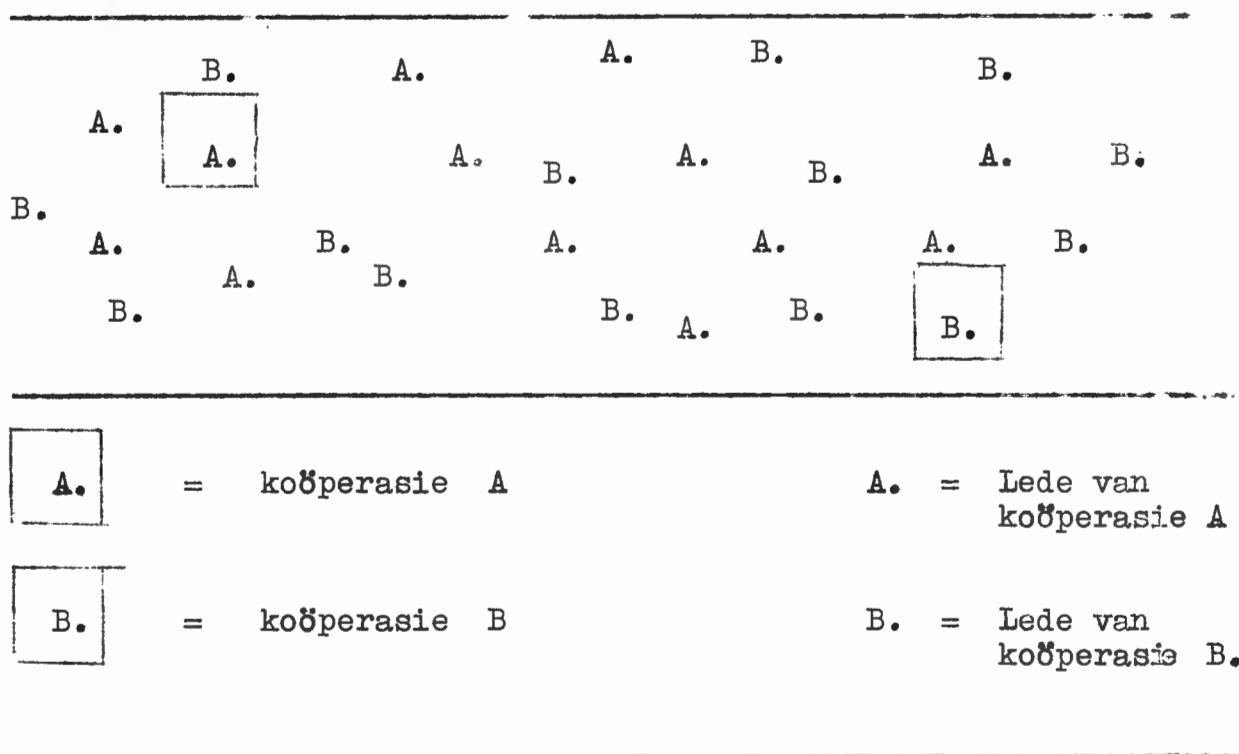 A. B.
B. A. B.
A.
A. A. A. A. B.
B. B.
B.
A. B. A. A. A. B.
A. B.
B. B. B.
A. B.
A. = koöperasie A A. = Lede van
koöperasie A
B. = koöperasie B B. = Lede van
koöperasie B.